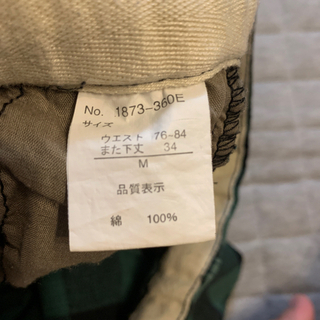 No. 1873-360E
サイズ
ウエスト 76-84
また下丈 34
M
品質表示
綿 100%